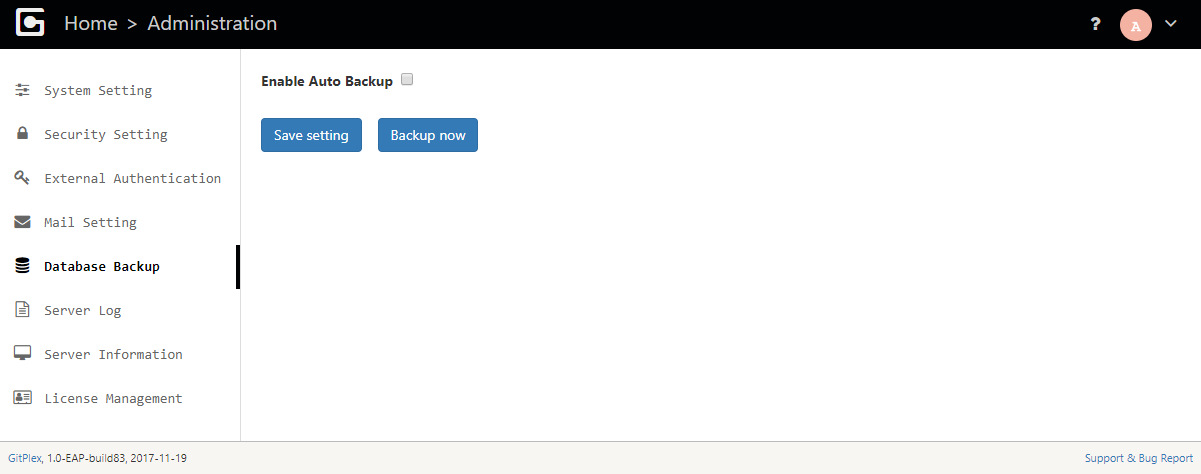 Home > Administration
? A
System Setting
Security Setting
External Authentication
Mail Setting
Database Backup
Server Log
Server Information
License Management
Enable Auto Backup
Save setting Backup now
GitPlex, 1.0-EAP-build83, 2017-11-19
Support & Bug Report